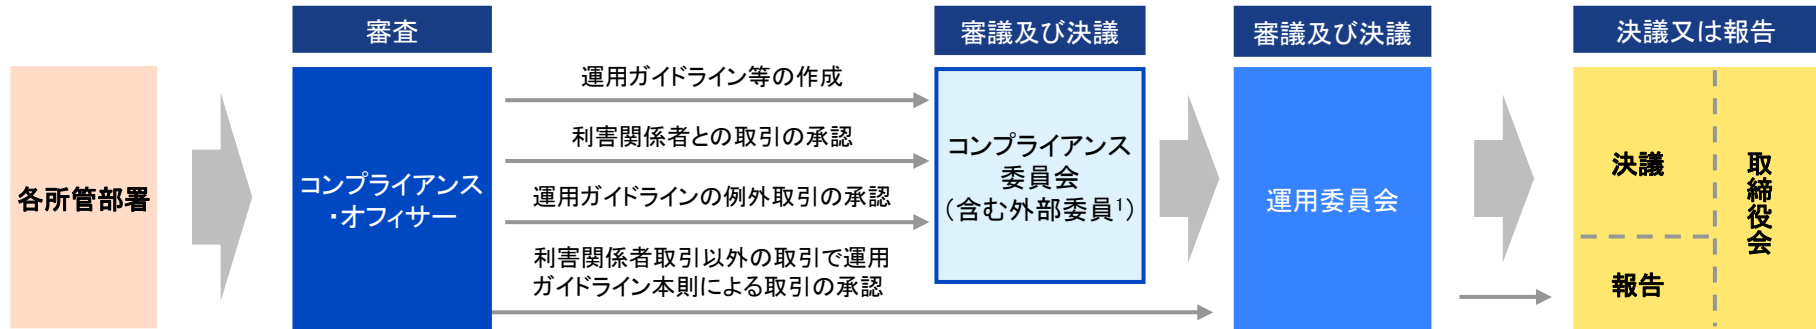 審査
審議及び決議
審議及び決議
決議又は報告
各所管部署
コンプライアンス
・オフィサー
運用ガイドライン等の作成
利害関係者との取引の承認
運用ガイドラインの例外取引の承認
利害関係者取引以外の取引で運用
ガイドライン本則による取引の承認
コンプライアンス
委員会
（含む外部委員1）
運用委員会
決議
報告
取締役会